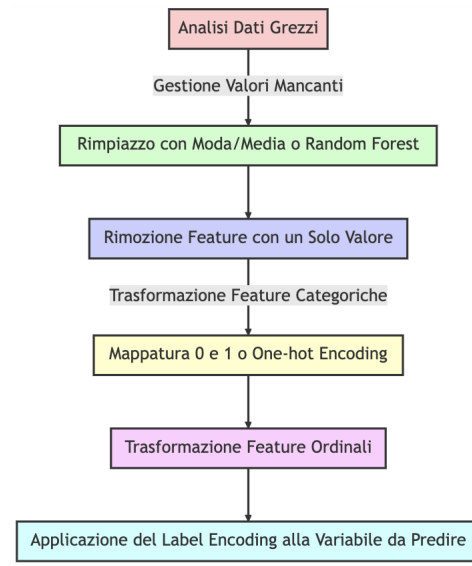 Analisi Dati Grezzi
Gestione Valori Mancanti
Rimpiazzo con Moda/Media o Random Forest
Rimozione Feature con un Solo Valore
Trasformazione Feature Categoriche
Mappatura 0 e 1 o One-hot Encoding
Trasformazione Feature Ordinali
Applicazione del Label Encoding alla Variabile da Predire